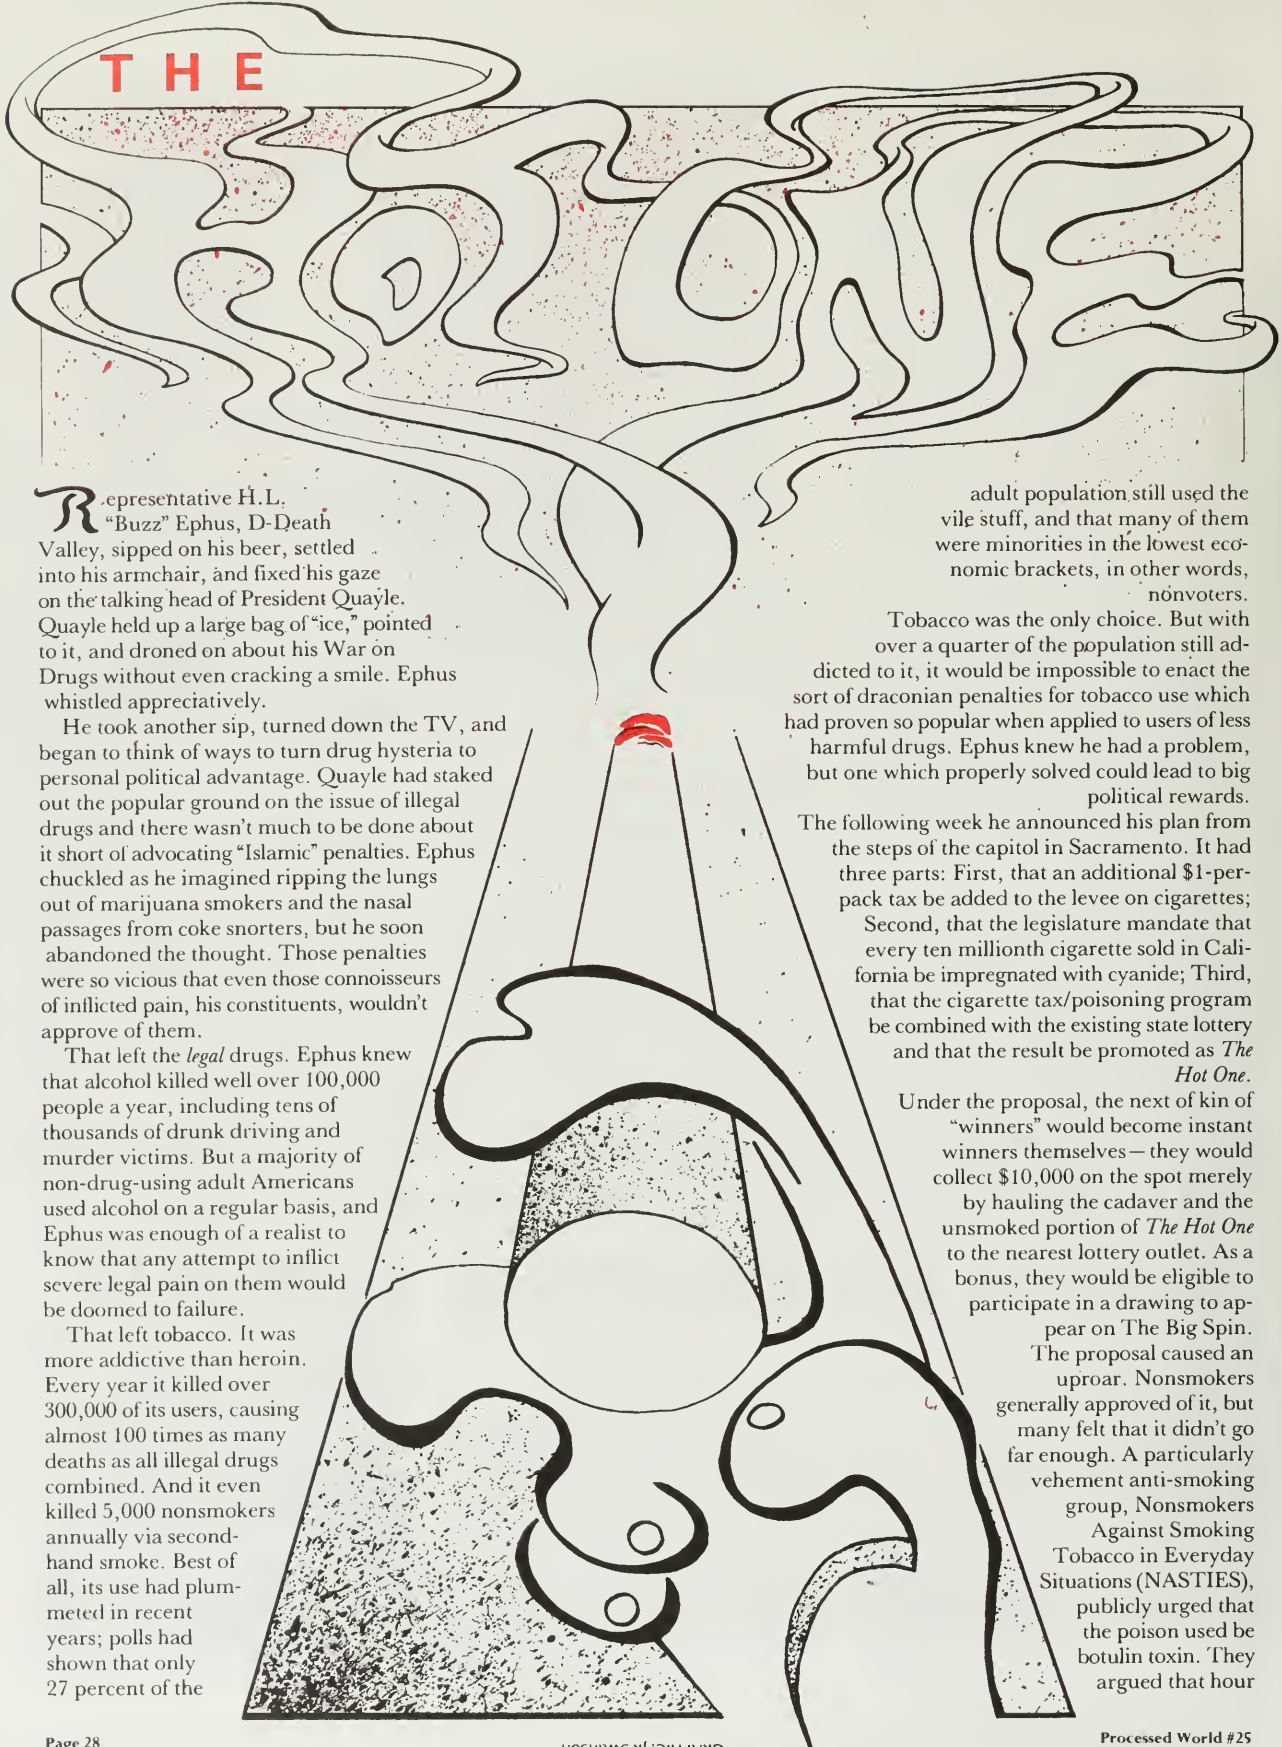 THE
HOT ONE
Representative H.L.
"Buzz" Ephus, D-Death
Valley, sipped on his beer, settled
into his armchair, and fixed his gaze
on the talking head of President Quayle.
Quayle held up a large bag of "ice," pointed
to it, and droned on about his War on
Drugs without even cracking a smile. Ephus
whistled appreciatively.
He took another sip, turned down the TV, and
began to think of ways to turn drug hysteria to
personal political advantage. Quayle had staked
out the popular ground on the issue of illegal
drugs and there wasn't much to be done about
it short of advocating "Islamic" penalties. Ephus
chuckled as he imagined ripping the lungs
out of marijuana smokers and the nasal
passages from coke snorters, but he soon
abandoned the thought. Those penalties
were so vicious that even those connoisseurs
of inflicted pain, his constituents, wouldn't
approve of them.
That left the legal drugs. Ephus knew
that alcohol killed well over 100,000
people a year, including tens of
thousands of drunk driving and
murder victims. But a majority of
non-drug-using adult Americans
used alcohol on a regular basis, and
Ephus was enough of a realist to
know that any attempt to inflict
severe legal pain on them would
be doomed to failure.
That left tobacco. It was
more addictive than heroin.
Every year it killed over
300,000 of its users, causing
almost 100 times as many
deaths as all illegal drugs
combined. And it even
killed 5,000 nonsmokers
annually via second-
hand smoke. Best of
all, its use had plum-
meted in recent
years; polls had
shown that only
27 percent of the
adult population still used the
vile stuff, and that many of them
were minorities in the lowest eco-
nomic brackets, in other words,
nonvoters.
Tobacco was the only choice. But with
over a quarter of the population still ad-
dicted to it, it would be impossible to enact the
sort of draconian penalties for tobacco use which
had proven so popular when applied to users of less
harmful drugs. Ephus knew he had a problem,
but one which properly solved could lead to big
political rewards.
The following week he announced his plan from
the steps of the capitol in Sacramento. It had
three parts: First, that an additional $1-per-
pack tax be added to the levee on cigarettes;
Second, that the legislature mandate that
every ten millionth cigarette sold in Cali-
fornia be impregnated with cyanide; Third,
that the cigarette tax/poisoning program
be combined with the existing state lottery
and that the result be promoted as The
Hot One.
Under the proposal, the next of kin of
"winners" would become instant
winners themselves—they would
collect $10,000 on the spot merely
by hauling the cadaver and the
unsmoked portion of The Hot One
to the nearest lottery outlet. As a
bonus, they would be eligible to
participate in a drawing to ap-
pear on The Big Spin.
The proposal caused an
uproar. Nonsmokers
generally approved of it, but
many felt that it didn't go
far enough. A particularly
vehement anti-smoking
group, Nonsmokers
Against Smoking
Tobacco in Everyday
Situations (NASTIES),
publicly urged that
the poison used be
botulin toxin. They
argued that hour
Page 28
Processed World #25